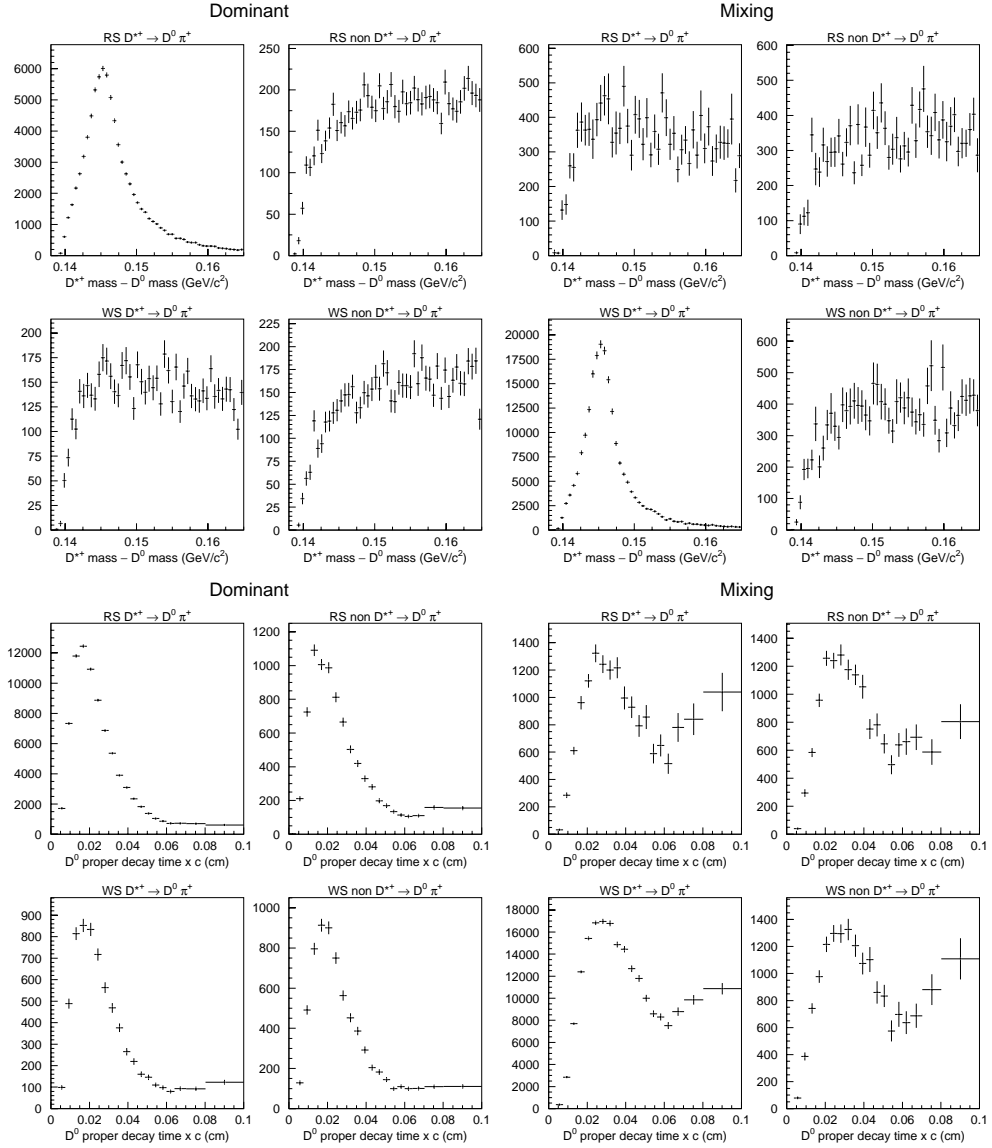 Dominant Mixing
RS D*+ → D0 π+ RS non D*+ → D0 π+ RS D*+ → D0 π+ RS non D*+ → D0 π+
6000 250 600 600
5000 200 500 500
4000 150 400 400
3000 100 300 300
2000 50 200 200
1000 0 100 100
0 0 0
0.14 0.15 0.16 0.14 0.15 0.16 0.14 0.15 0.16 0.14 0.15 0.16
D*+ mass – D0 mass (GeV/c2) D*+ mass – D0 mass (GeV/c2) D*+ mass – D0 mass (GeV/c2) D*+ mass – D0 mass (GeV/c2)
WS D*+ → D0 π+ WS non D*+ → D0 π+ WS D*+ → D0 π+ WS non D*+ → D0 π+
200 225 20000 600
175 200 17500 500
150 175 15000 400
125 150 12500 300
100 125 10000 200
75 100 7500 100
50 75 5000 0
25 50 2500
0 25 0
0
0.14 0.15 0.16 0.14 0.15 0.16 0.14 0.15 0.16 0.14 0.15 0.16
D*+ mass – D0 mass (GeV/c2) D*+ mass – D0 mass (GeV/c2) D*+ mass – D0 mass (GeV/c2) D*+ mass – D0 mass (GeV/c2)
Dominant Mixing
RS D*+ → D0 π+ RS non D*+ → D0 π+ RS D*+ → D0 π+ RS non D*+ → D0 π+
12000 1200 1400 1400
10000 1000 1200 1200
8000 800 1000 1000
6000 600 800 800
4000 400 600 600
2000 200 400 400
0 0 200 200
0 0
0 0.02 0.04 0.06 0.08 0.1 0 0.02 0.04 0.06 0.08 0.1 0 0.02 0.04 0.06 0.08 0.1 0 0.02 0.04 0.06 0.08 0.1
D0 proper decay time x c (cm) D0 proper decay time x c (cm) D0 proper decay time x c (cm) D0 proper decay time x c (cm)
WS D*+ → D0 π+ WS non D*+ → D0 π+ WS D*+ → D0 π+ WS non D*+ → D0 π+
900 1000 18000 1400
800 900 16000 1200
700 800 14000 1000
600 700 12000 800
500 600 10000 600
400 500 8000 400
300 400 6000 200
200 300 4000 0
100 200 2000
0 100 0
0
0 0.02 0.04 0.06 0.08 0.1 0 0.02 0.04 0.06 0.08 0.1 0 0.02 0.04 0.06 0.08 0.1 0 0.02 0.04 0.06 0.08 0.1
D0 proper decay time x c (cm) D0 proper decay time x c (cm) D0 proper decay time x c (cm) D0 proper decay time x c (cm)